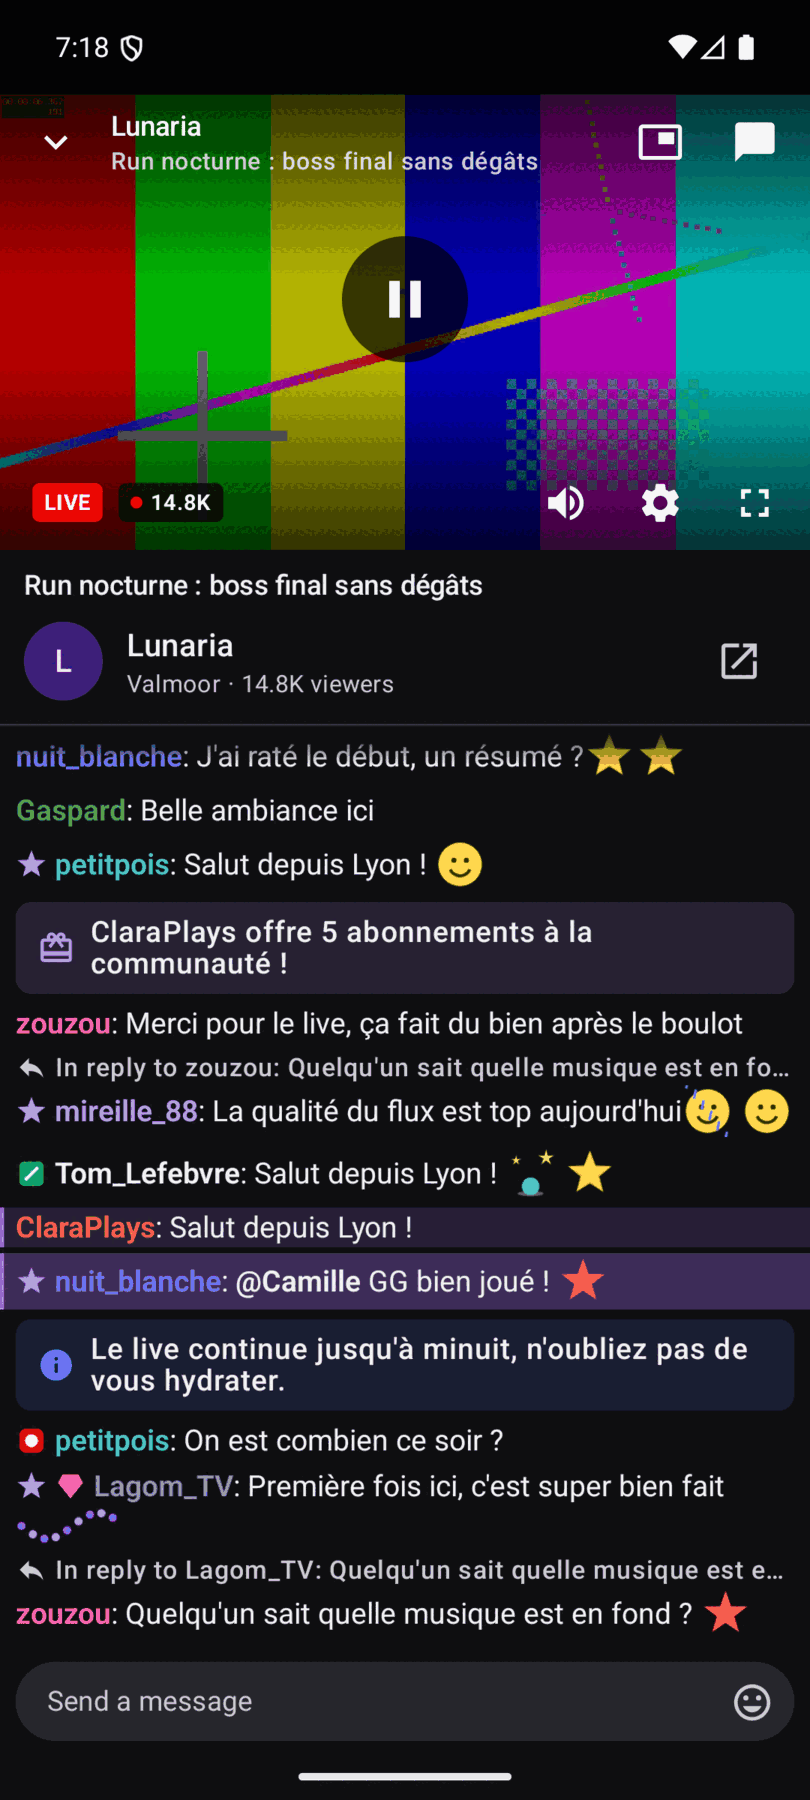 7:18
Lunaria
Run nocturne : boss final sans dégâts
LIVE
14.8K
Run nocturne : boss final sans dégâts
L
Lunaria
Valmoor · 14.8K viewers
nuit_blanche: J'ai raté le début, un résumé ?
Gaspard: Belle ambiance ici
petitpois: Salut depuis Lyon !
ClaraPlays offre 5 abonnements à la
communauté !
zouzou: Merci pour le live, ça fait du bien après le boulot
In reply to zouzou: Quelqu'un sait quelle musique est en fo...
mireille_88: La qualité du flux est top aujourd'hui
Tom_Lefebvre: Salut depuis Lyon !
ClaraPlays: Salut depuis Lyon !
nuit_blanche: @Camille GG bien joué !
Le live continue jusqu'à minuit, n'oubliez pas de
vous hydrater.
petitpois: On est combien ce soir ?
Lagom_TV: Première fois ici, c'est super bien fait
In reply to Lagom_TV: Quelqu'un sait quelle musique est e...
zouzou: Quelqu'un sait quelle musique est en fond ?
Send a message